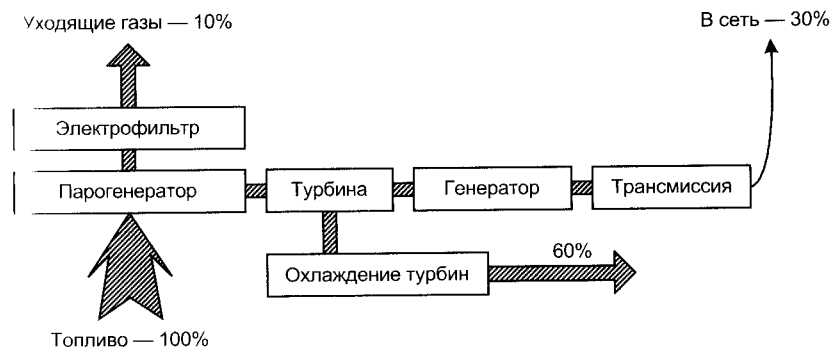 Уходящие газы — 10%
В сеть — 30%
Электрофильтр
Парогенератор
Турбина
Генератор
Трансмиссия
Охлаждение турбин
60%
Топливо — 100%